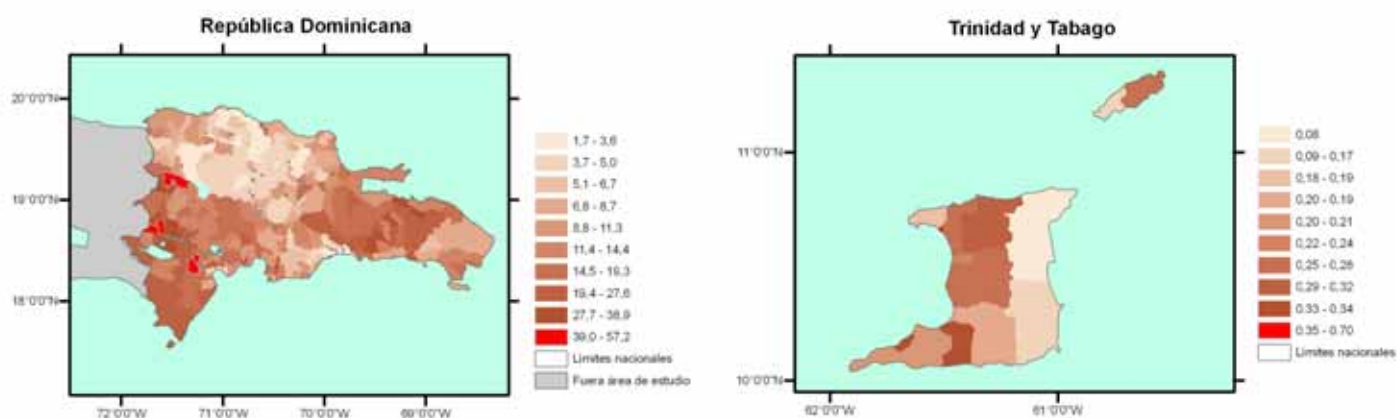 República Dominicana
20°0'0"N
19°0'0"N
18°0'0"N
72°0'0"W
71°0'0"W
70°0'0"W
69°0'0"W
1,7 - 3,6
3,7 - 5,0
5,1 - 6,7
6,8 - 8,7
8,8 - 11,3
11,4 - 14,4
14,5 - 19,3
19,4 - 27,6
27,7 - 38,9
39,0 - 57,2
Limites nacionales
Fuera área de estudio
Trinidad y Tabago
11°0'0"N
10°0'0"N
62°0'0"W
61°0'0"W
0,08
0,09 - 0,17
0,18 - 0,19
0,20 - 0,19
0,20 - 0,21
0,22 - 0,24
0,25 - 0,28
0,29 - 0,32
0,33 - 0,34
0,35 - 0,70
Limites nacionales